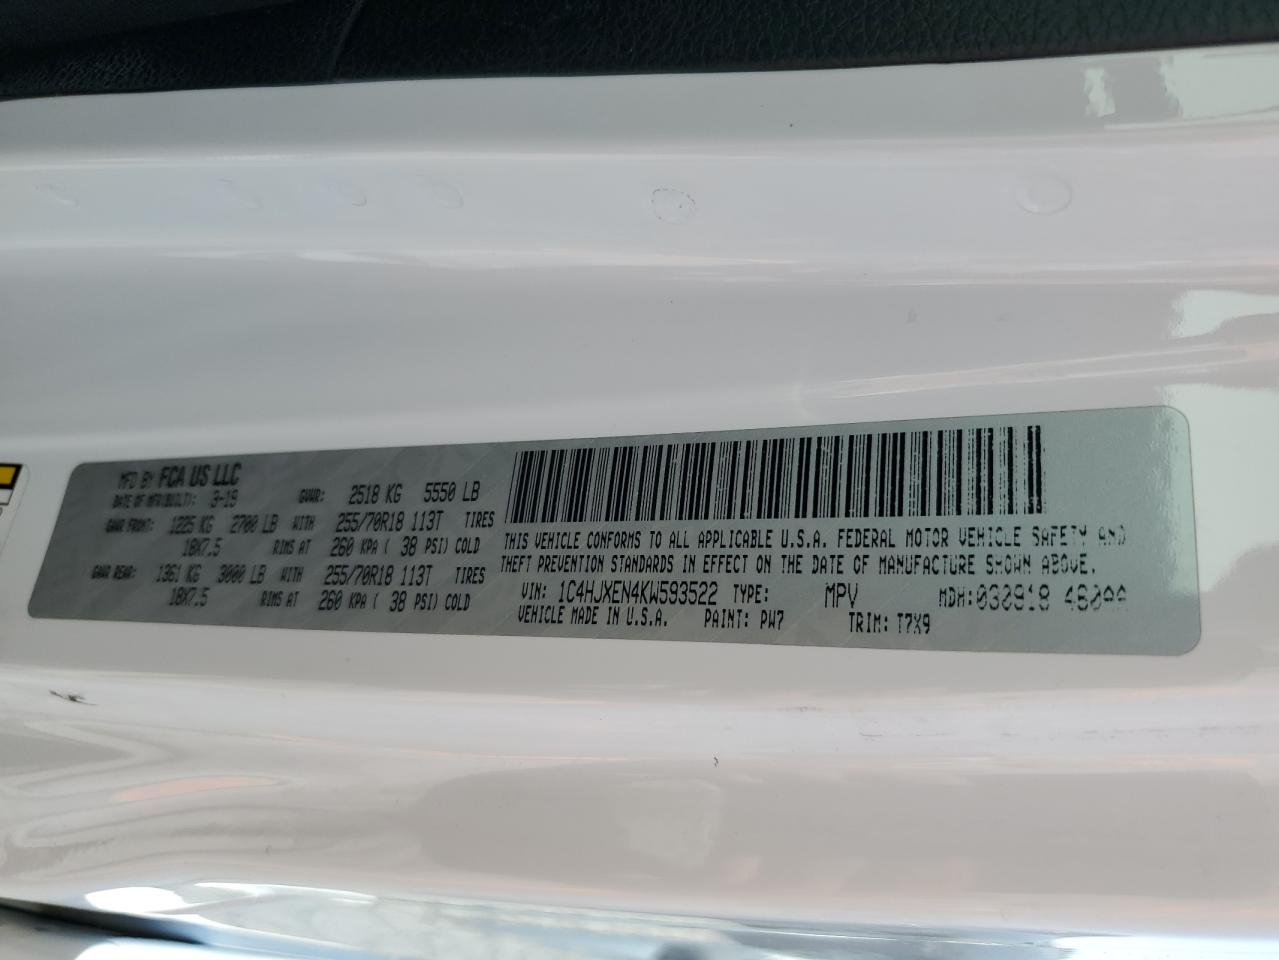 MFD BY FCA US LLC
DATE OF MFR(BUILT): 3-19 GVWR: 2518 KG 5550 LB
GAWR FRONT: 1225 KG 2700 LB WITH 255/70R18 113T TIRES
18X7.5 RIMS AT 260 KPA ( 38 PSI) COLD
GAWR REAR: 1361 KG 3000 LB WITH 255/70R18 113T TIRES
18X7.5 RIMS AT 260 KPA ( 38 PSI) COLD
THIS VEHICLE CONFORMS TO ALL APPLICABLE U.S.A. FEDERAL MOTOR VEHICLE SAFETY AND
THEFT PREVENTION STANDARDS IN EFFECT ON THE DATE OF MANUFACTURE SHOWN ABOVE.
VIN: 1C4HJXEN4KW593522 TYPE: MPV MDH:
VEHICLE MADE IN U.S.A. PAINT: PW7 TRIM: T7X9